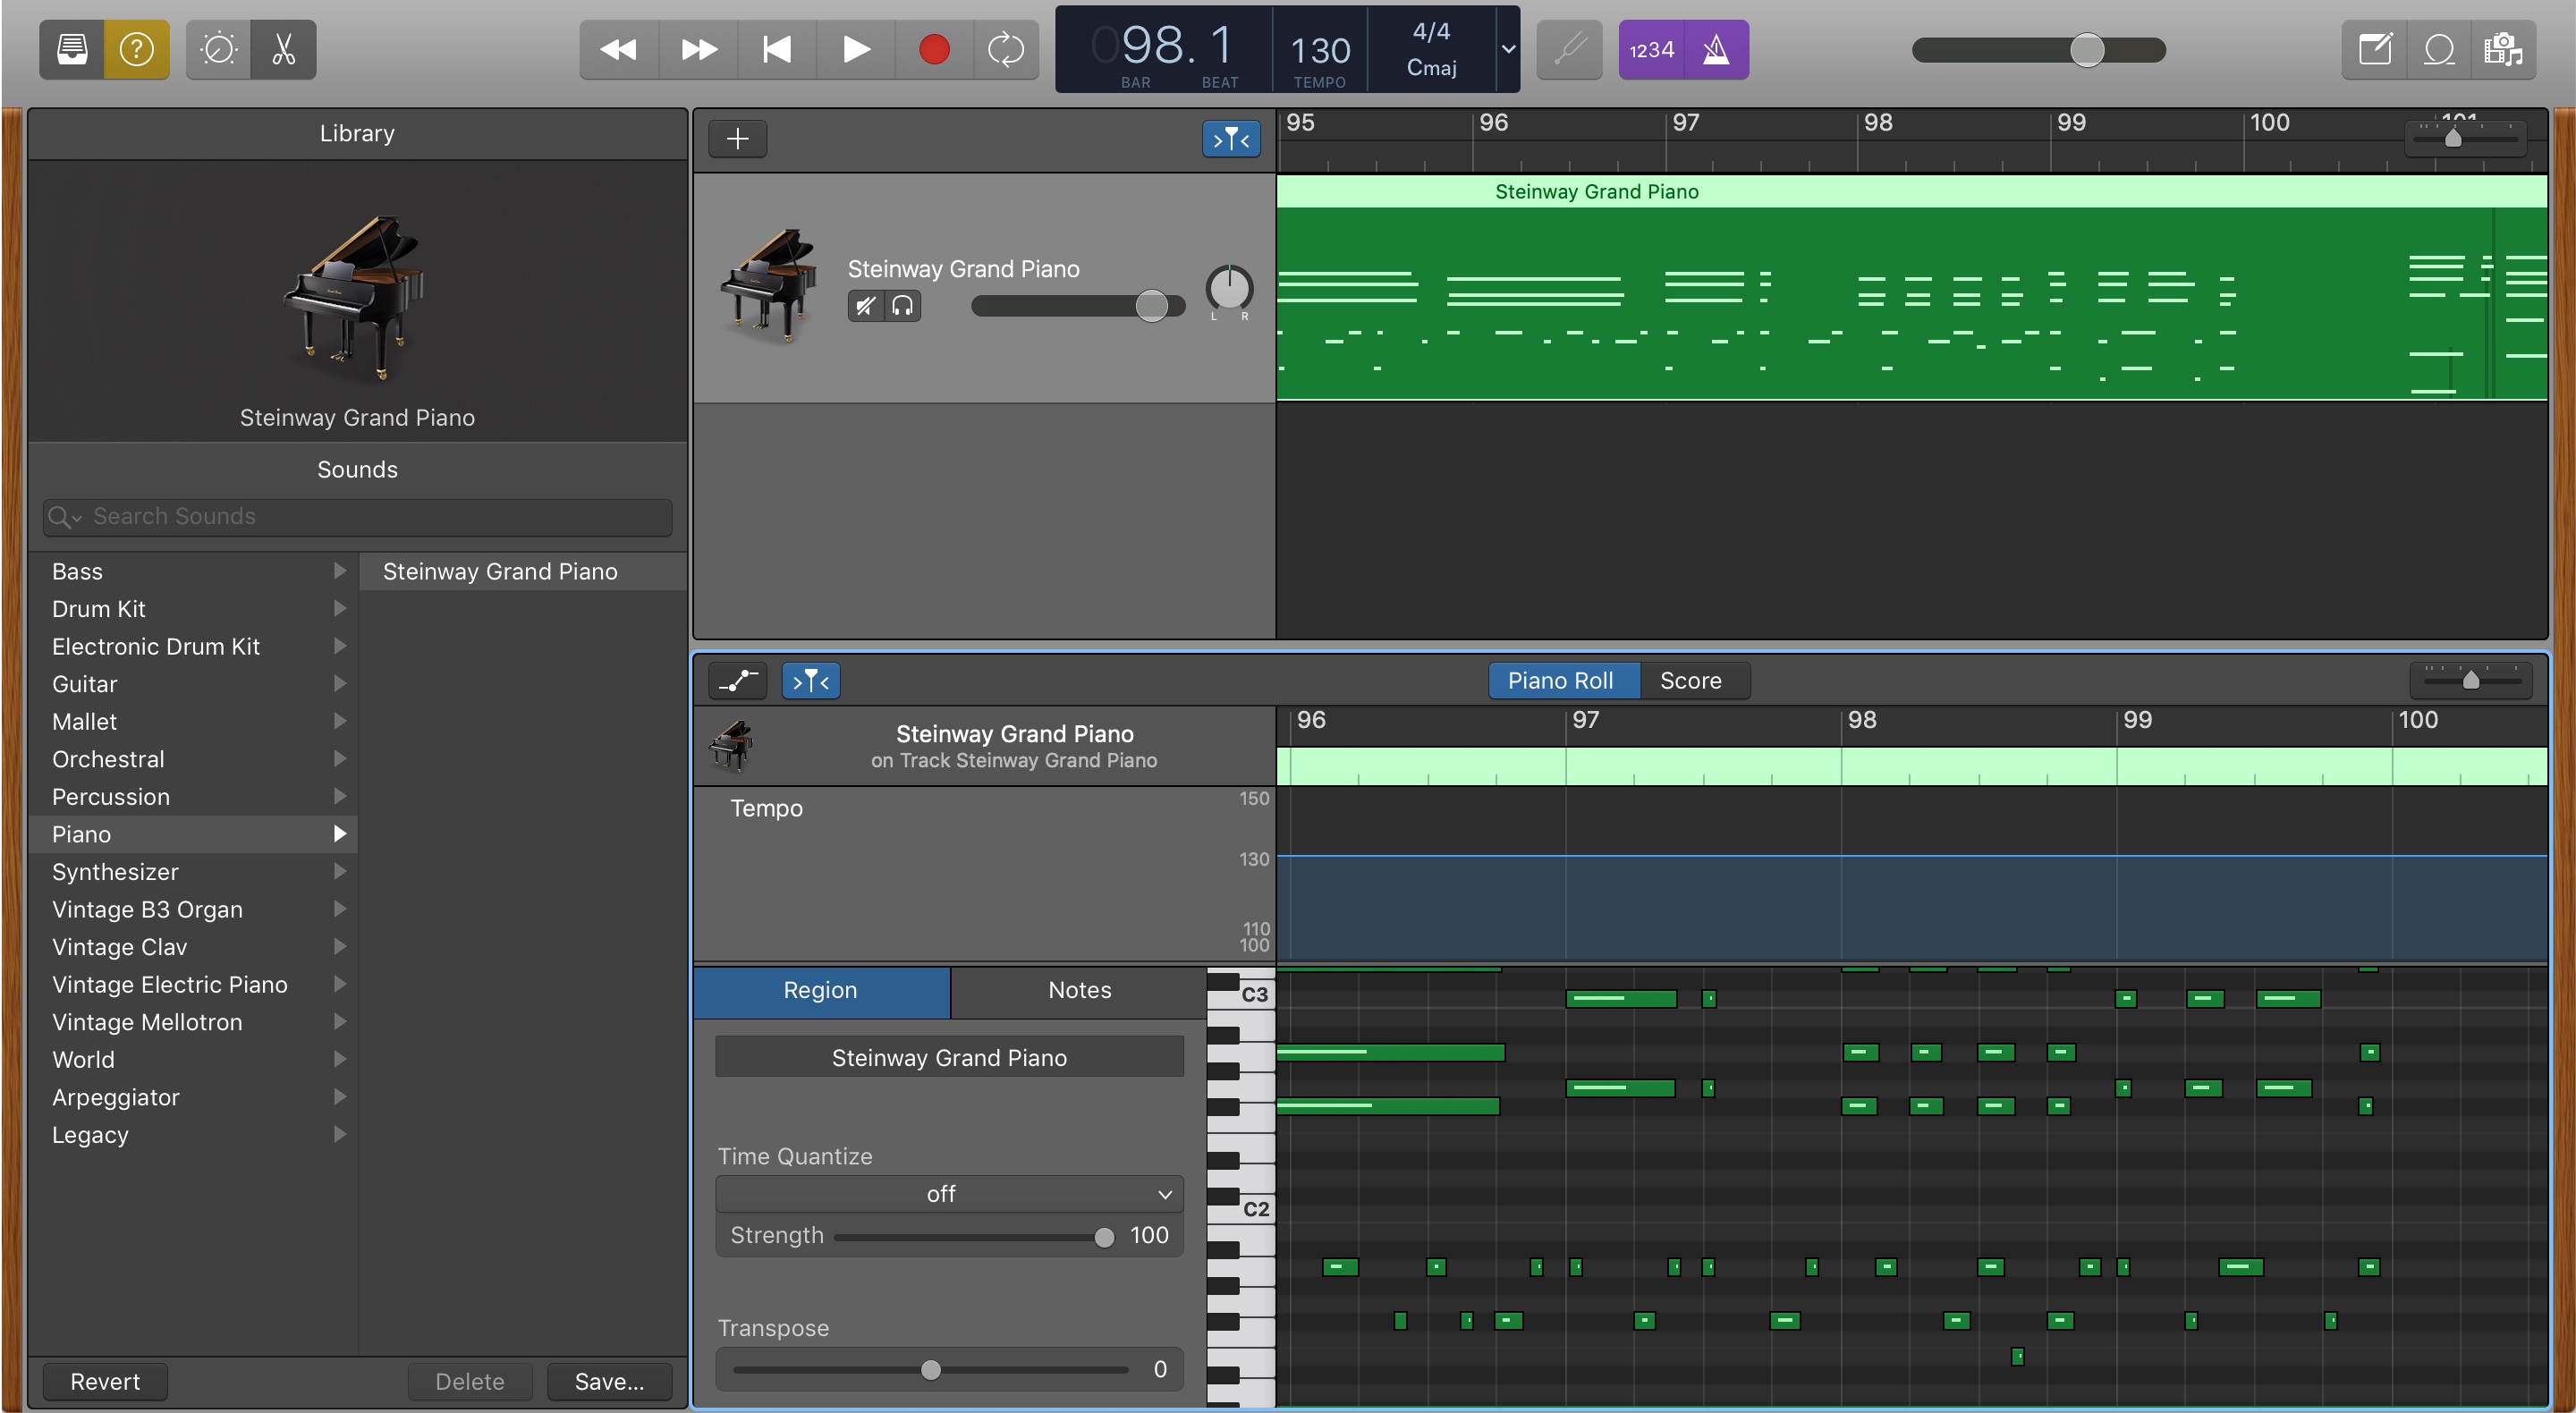 098. 1
BAR
BEAT
130
TEMPO
4/4
Cmaj
1234
Library
Steinway Grand Piano
Sounds
Search Sounds
Bass
Drum Kit
Electronic Drum Kit
Guitar
Mallet
Orchestral
Percussion
Piano
Synthesizer
Vintage B3 Organ
Vintage Clav
Vintage Electric Piano
Vintage Mellotron
World
Arpeggiator
Legacy
Steinway Grand Piano
Revert
Delete
Save...
95 96 97 98 99 100 101
Steinway Grand Piano
Steinway Grand Piano
L R
Piano Roll
Score
Steinway Grand Piano
on Track Steinway Grand Piano
96 97 98 99 100
Tempo
150
130
110
100
Region
Notes
Steinway Grand Piano
Time Quantize
off
Strength
100
Transpose
0
C3
C2